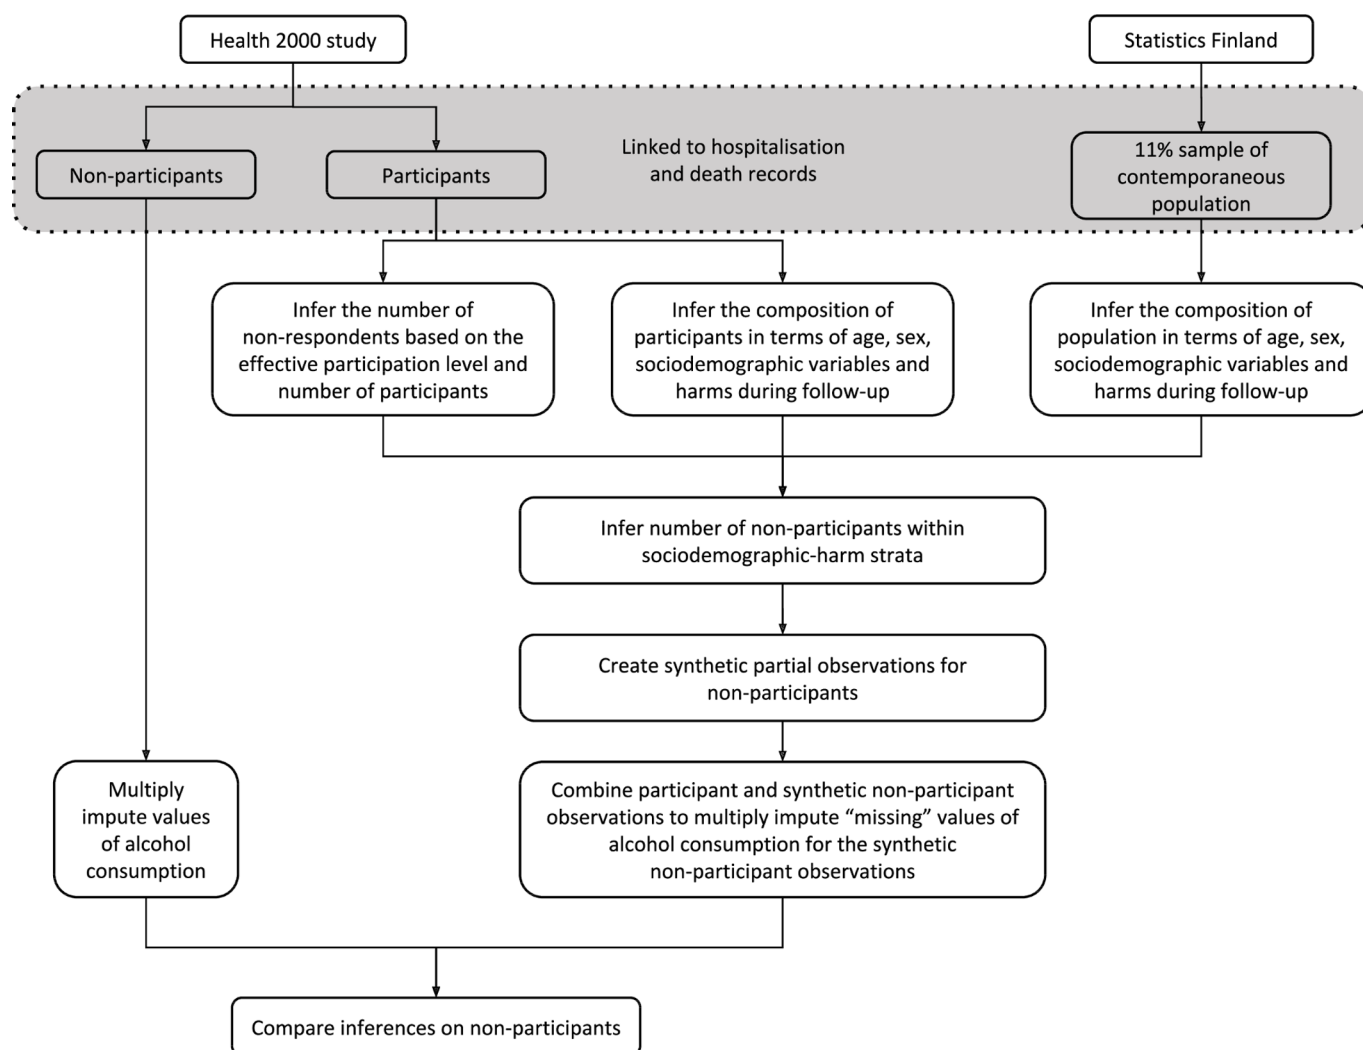 Health 2000 study
Statistics Finland
Non-participants
Participants
Linked to hospitalisation
and death records
11% sample of
contemporaneous
population
Infer the number of
non-respondents based on the
effective participation level and
number of participants
Infer the composition of
participants in terms of age, sex,
sociodemographic variables and
harms during follow-up
Infer the composition of
population in terms of age, sex,
sociodemographic variables and
harms during follow-up
Infer number of non-participants within
sociodemographic-harm strata
Create synthetic partial observations for
non-participants
Multiply
impute values
of alcohol
consumption
Combine participant and synthetic non-participant
observations to multiply impute “missing” values of
alcohol consumption for the synthetic
non-participant observations
Compare inferences on non-participants